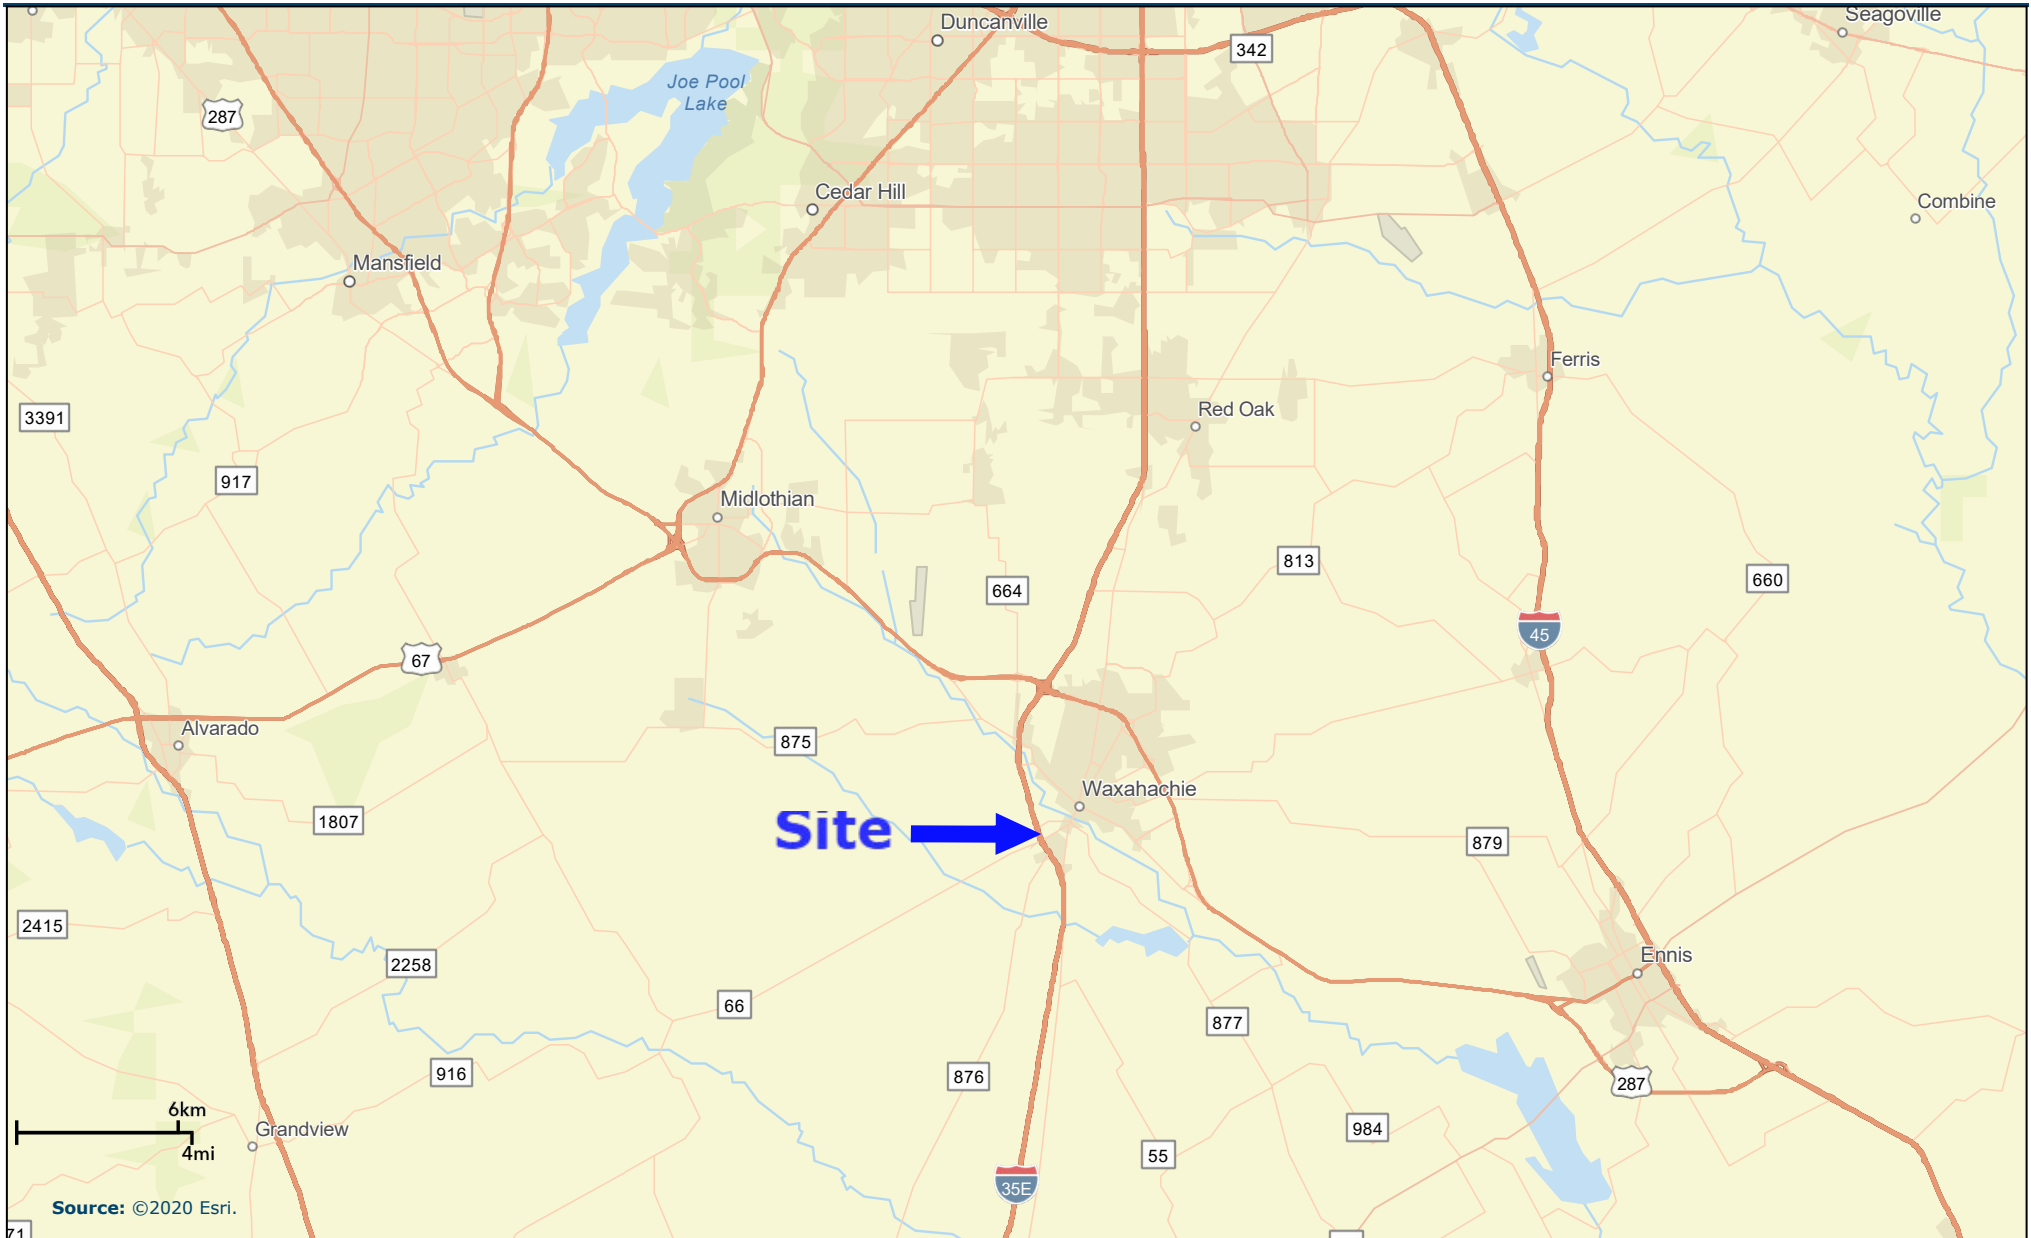 Duncanville
Seagoville
342
Joe Pool
Lake
287
Cedar Hill
Combine
Mansfield
Ferris
3391
Red Oak
917
Midlothian
813
664
660
45
67
Alvarado
875
Waxahachie
1807
Site
879
2415
2258
Ennis
66
877
916
876
287
6km
Grandview
984
4mi
55
35E
Source: ©2020 Esri.
71